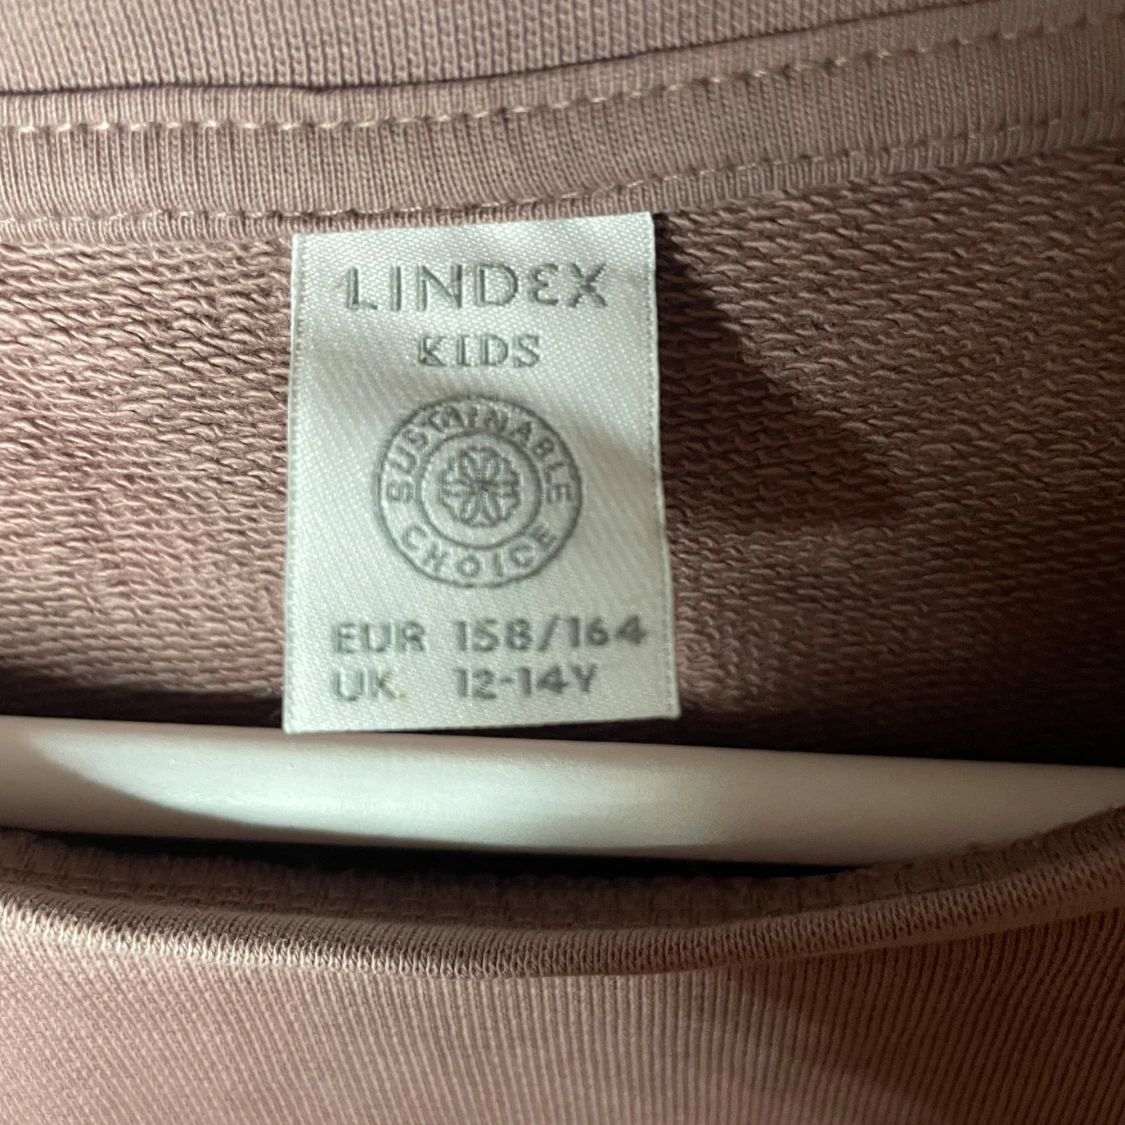 LINDEX
KIDS
SUSTAINABLE
CHOICE
EUR 158/164
UK 12-14Y